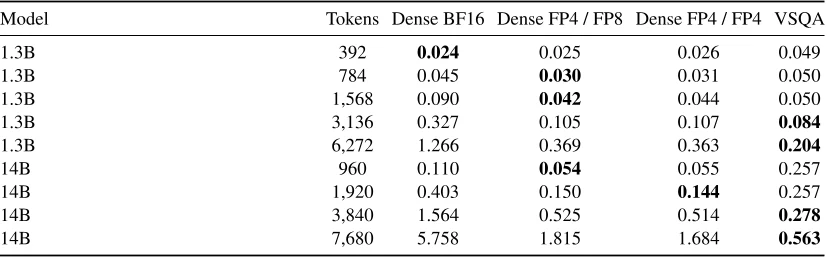 Model Tokens Dense BF16 Dense FP4 / FP8 Dense FP4 / FP4 VSQA
1.3B 392 0.024 0.025 0.026 0.049
1.3B 784 0.045 0.030 0.031 0.050
1.3B 1,568 0.090 0.042 0.044 0.050
1.3B 3,136 0.327 0.105 0.107 0.084
1.3B 6,272 1.266 0.369 0.363 0.204
14B 960 0.110 0.054 0.055 0.257
14B 1,920 0.403 0.150 0.144 0.257
14B 3,840 1.564 0.525 0.514 0.278
14B 7,680 5.758 1.815 1.684 0.563